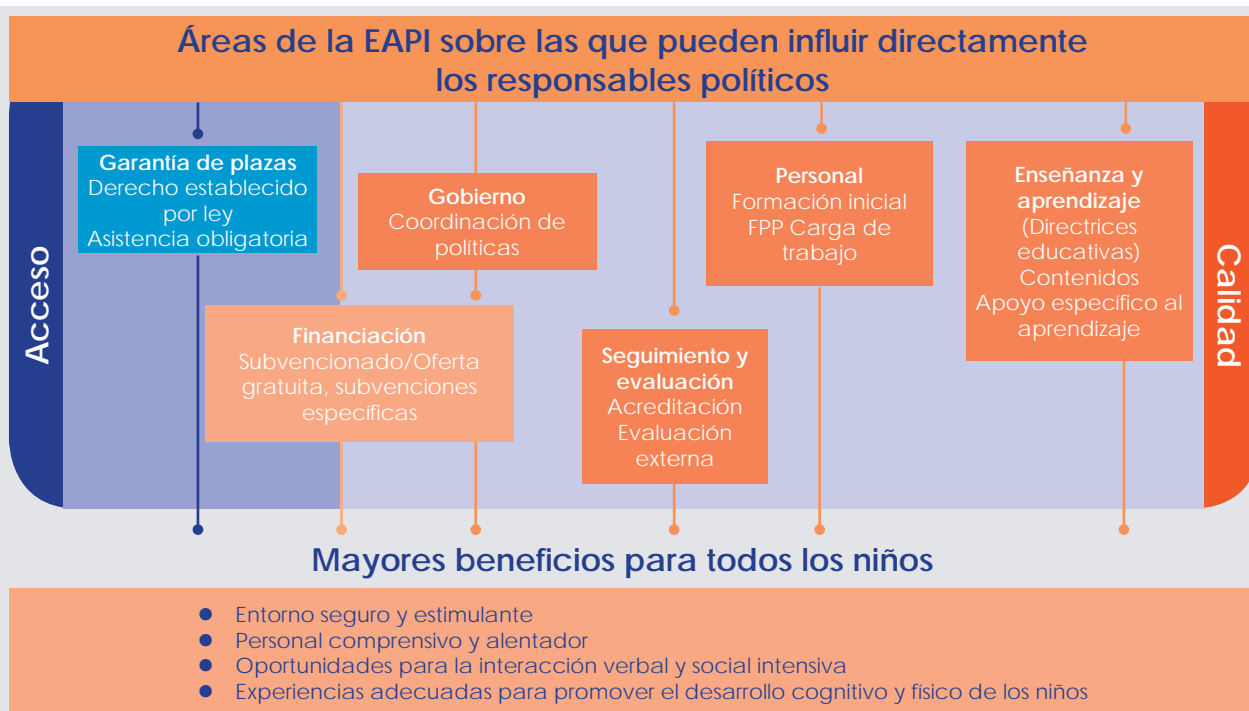 Áreas de la EAPI sobre las que pueden influir directamente
los responsables políticos
Acceso
Garantía de plazas
Derecho establecido
por ley
Asistencia obligatoria
Financiación
Subvencionado/Oferta
gratuita, subvenciones
específicas
Gobierno
Coordinación de
políticas
Seguimiento y
evaluación
Acreditación
Evaluación
externa
Personal
Formación inicial
FPP Carga de
trabajo
Enseñanza y
aprendizaje
(Directrices
educativas)
Contenidos
Apoyo específico al
aprendizaje
Calidad
Mayores beneficios para todos los niños
● Entorno seguro y estimulante
● Personal comprensivo y alentador
● Oportunidades para la interacción verbal y social intensiva
● Experiencias adecuadas para promover el desarrollo cognitivo y físico de los niños